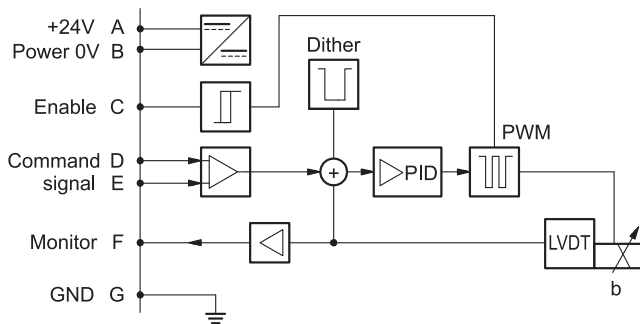 +24V A
Power 0V B
Dither
Enable C
PWM
Command D
signal E
+
PID
Monitor F
LVDT
b
GND G